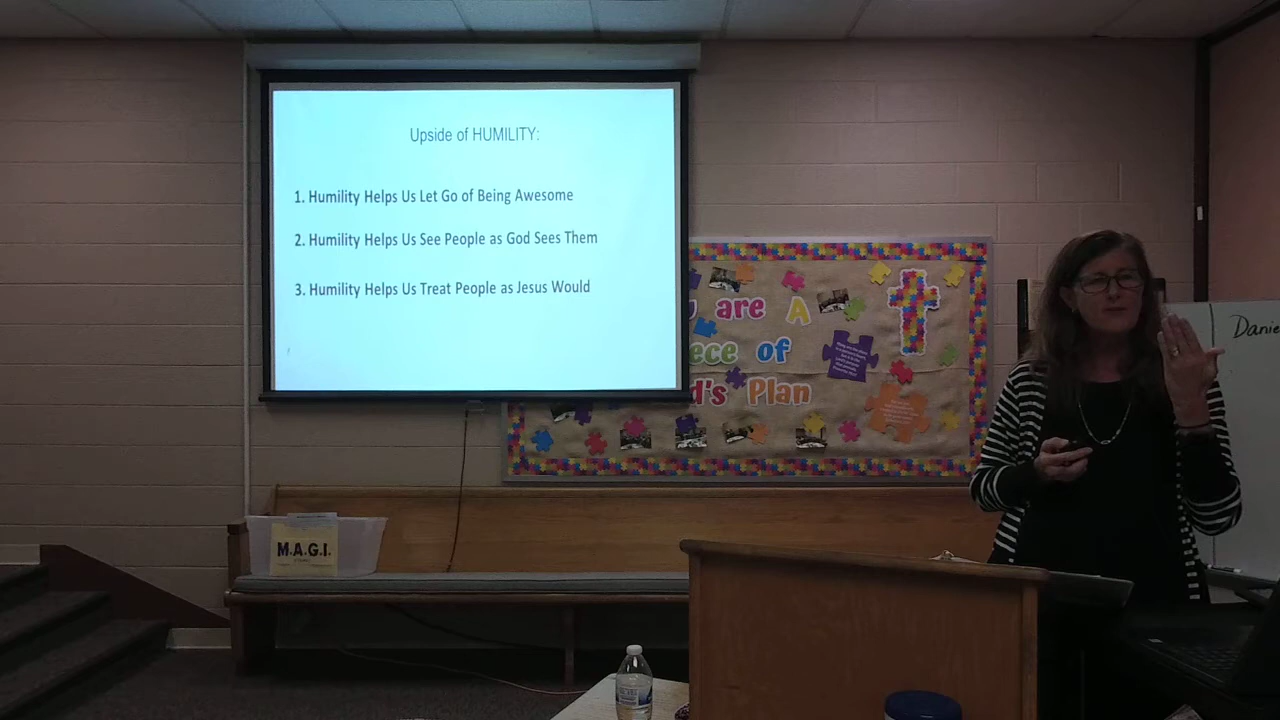 Upside of HUMILITY:
1. Humility Helps Us Let Go of Being Awesome
2. Humility Helps Us See People as God Sees Them
3. Humility Helps Us Treat People as Jesus Would
are A
ece of
d's Plan
M.A.G.I.
Danie